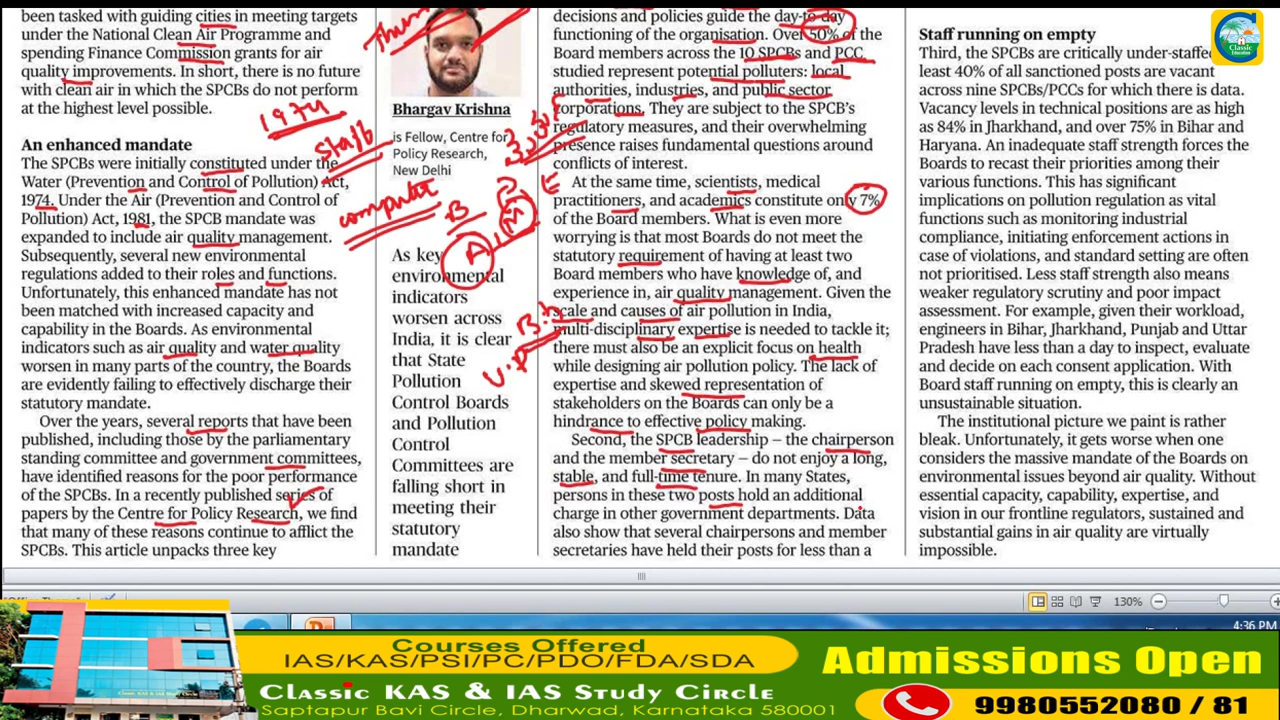 been tasked with guiding cities in meeting targets
under the National Clean Air Programme and
spending Finance Commission grants for air
quality improvements. In short, there is no future
with clean air in which the SPCBs do not perform
at the highest level possible.
An enhanced mandate
The SPCBs were initially constituted under the
Water (Prevention and Control of Pollution) Act,
1974. Under the Air (Prevention and Control of
Pollution) Act, 1981, the SPCB mandate was
expanded to include air quality management.
Subsequently, several new environmental
regulations added to their roles and functions.
Unfortunately, this enhanced mandate has not
been matched with increased capacity and
capability in the Boards. As environmental
indicators such as air quality and water quality
worsen in many parts of the country, the Boards
are evidently failing to effectively discharge their
statutory mandate.
Over the years, several reports that have been
published, including those by the parliamentary
standing committee and government committees,
have identified reasons for the poor performance
of the SPCBs. In a recently published series of
papers by the Centre for Policy Research, we find
that many of these reasons continue to afflict the
SPCBs. This article unpacks three key
1974
staff
computer
Bhargav Krishna
is Fellow, Centre for
Policy Research,
New Delhi
As key
environmental
indicators
worsen across
India, it is clear
that State
Pollution
Control Boards
and Pollution
Control
Committees are
falling short in
meeting their
statutory
mandate
decisions and policies guide the day-to-day
functioning of the organisation. Over 50% of the
Board members across the 10 SPCBs and PCC
studied represent potential polluters: local
authorities, industries, and public sector
corporations. They are subject to the SPCB's
regulatory measures, and their overwhelming
presence raises fundamental questions around
conflicts of interest.
At the same time, scientists, medical
practitioners, and academics constitute only 7%
of the Board members. What is even more
worrying is that most Boards do not meet the
statutory requirement of having at least two
Board members who have knowledge of, and
experience in, air quality management. Given the
scale and causes of air pollution in India,
multi-disciplinary expertise is needed to tackle it;
there must also be an explicit focus on health
while designing air pollution policy. The lack of
expertise and skewed representation of
stakeholders on the Boards can only be a
hindrance to effective policy making.
Second, the SPCB leadership – the chairperson
and the member secretary – do not enjoy a long,
stable, and full-time tenure. In many States,
persons in these two posts hold an additional
charge in other government departments. Data
also show that several chairpersons and member
secretaries have held their posts for less than a
Staff running on empty
Third, the SPCBs are critically under-staffed
least 40% of all sanctioned posts are vacant
across nine SPCBs/PCCs for which there is data.
Vacancy levels in technical positions are as high
as 84% in Jharkhand, and over 75% in Bihar and
Haryana. An inadequate staff strength forces the
Boards to recast their priorities among their
various functions. This has significant
implications on pollution regulation as vital
functions such as monitoring industrial
compliance, initiating enforcement actions in
case of violations, and standard setting are often
not prioritised. Less staff strength also means
weaker regulatory scrutiny and poor impact
assessment. For example, given their workload,
engineers in Bihar, Jharkhand, Punjab and Uttar
Pradesh have less than a day to inspect, evaluate
and decide on each consent application. With
Board staff running on empty, this is clearly an
unsustainable situation.
The institutional picture we paint is rather
bleak. Unfortunately, it gets worse when one
considers the massive mandate of the Boards on
environmental issues beyond air quality. Without
essential capacity, capability, expertise, and
vision in our frontline regulators, sustained and
substantial gains in air quality are virtually
impossible.
Classic
Education
130%
4:36 PM
Courses Offered
IAS/KAS/PSI/PC/PDO/FDA/SDA
Classic KAS & IAS Study Circle
Saptapur Bavi Circle, Dharwad, Karnataka 580001
Admissions Open
9980552080 / 81